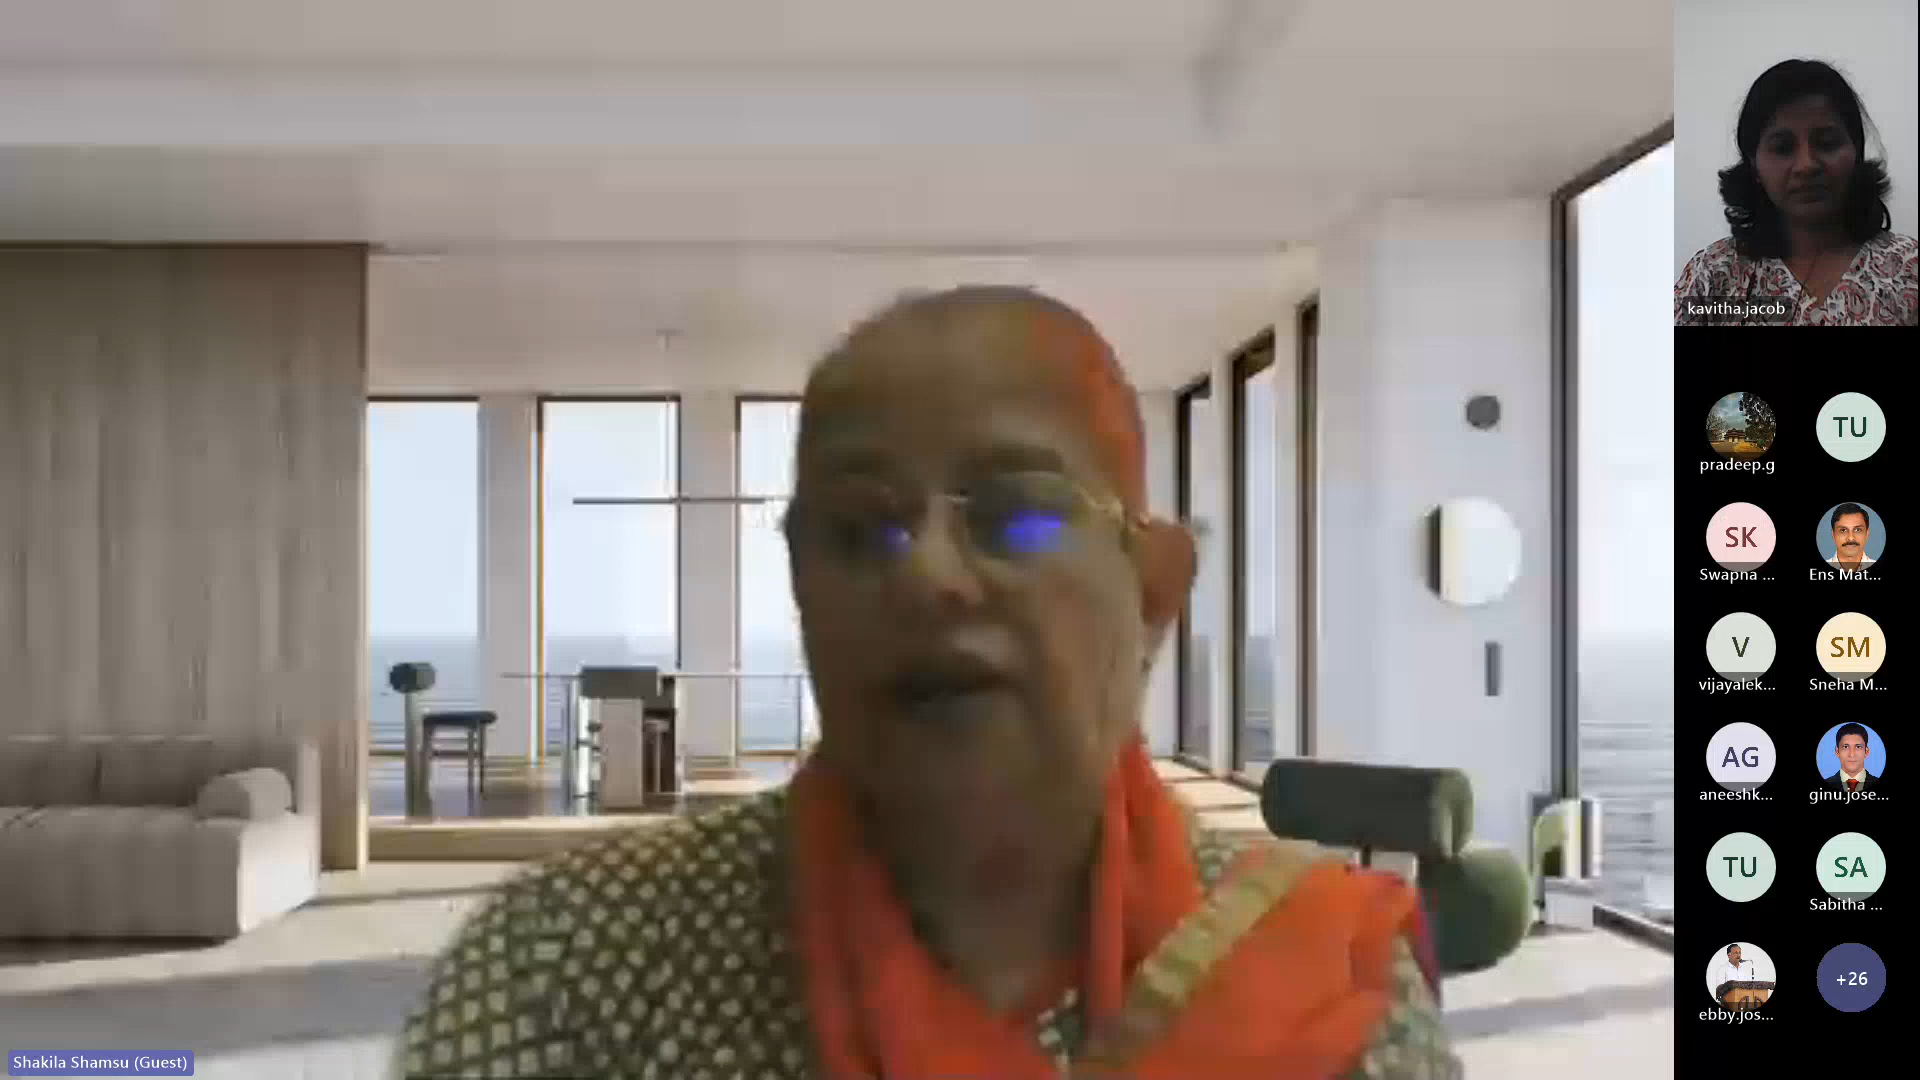 kavitha.jacob
pradeep.g
TU
SK
Swapna ...
Ens Mat...
V
vijayalek...
SM
Sneha M...
AG
aneeshk...
ginu.jose...
TU
SA
Sabitha ...
ebby.jos...
+26
Shakila Shamsu (Guest)